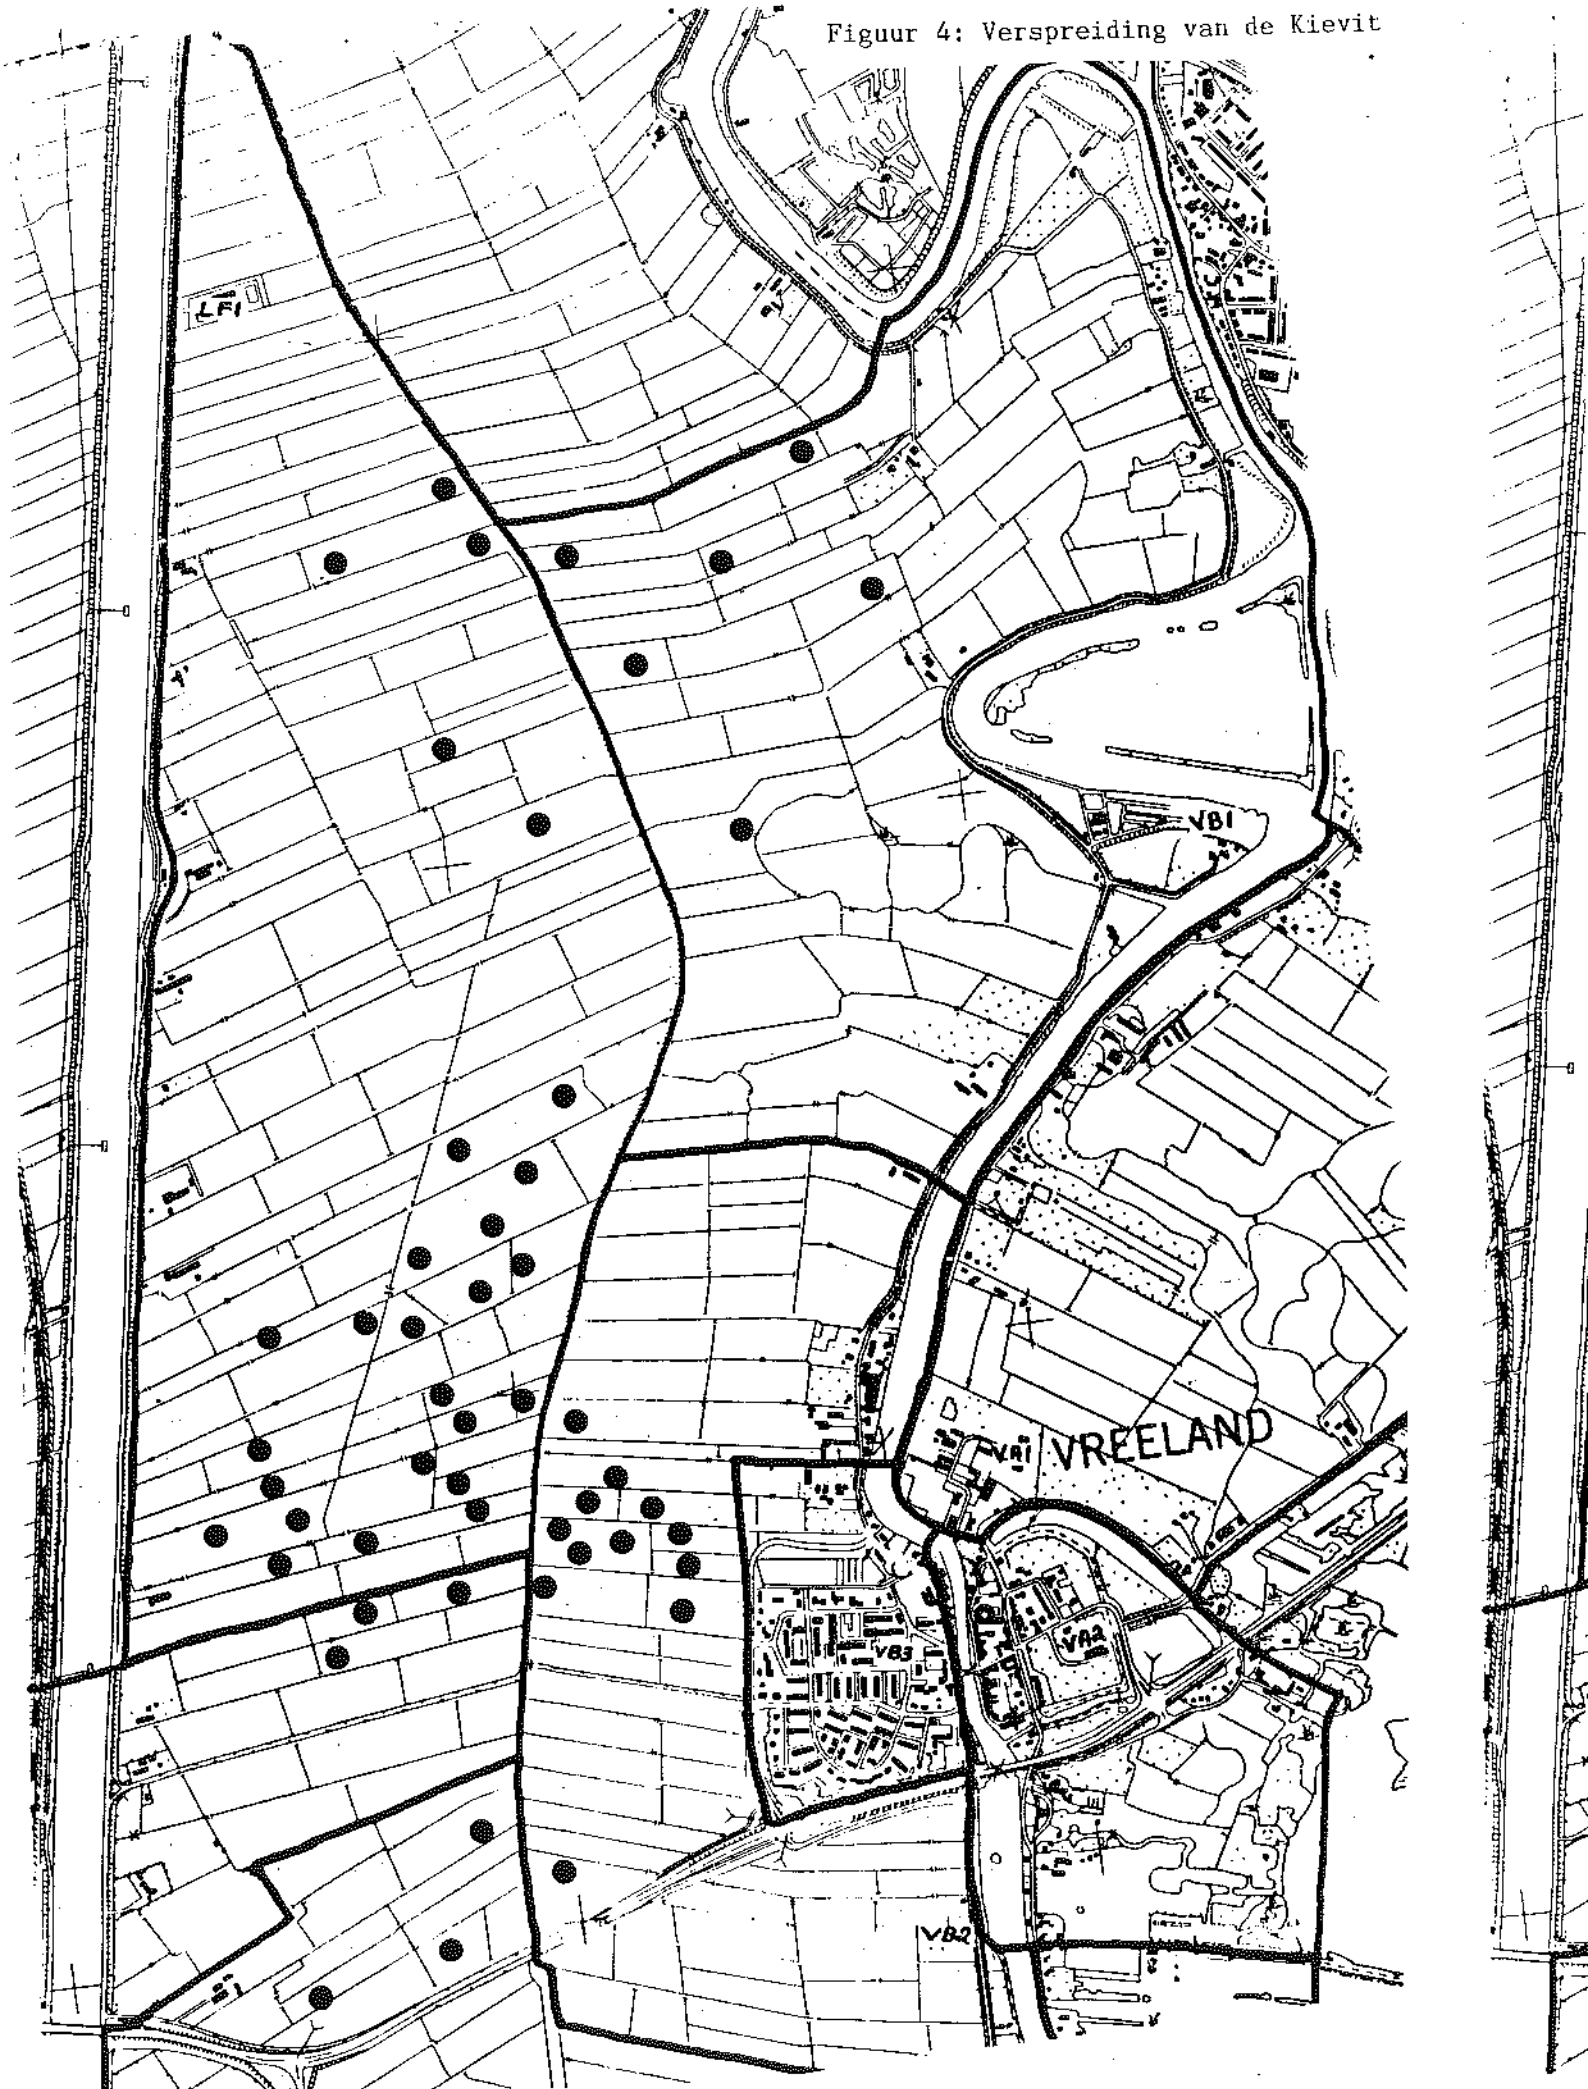 Figuur 4: Verspreiding van de Kievit
LF1
VB1
VA1
VREELAND
VA2
VB3
VB2